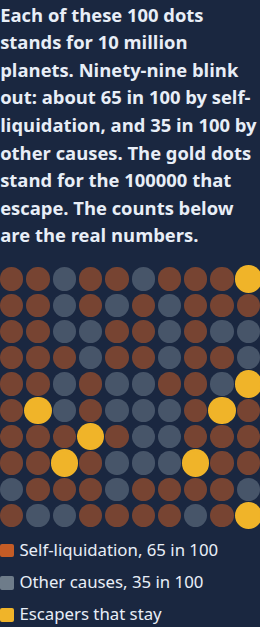 Each of these 100 dots
stands for 10 million
planets. Ninety-nine blink
out: about 65 in 100 by self-
liquidation, and 35 in 100 by
other causes. The gold dots
stand for the 100000 that
escape. The counts below
are the real numbers.
Self-liquidation, 65 in 100
Other causes, 35 in 100
Escapers that stay